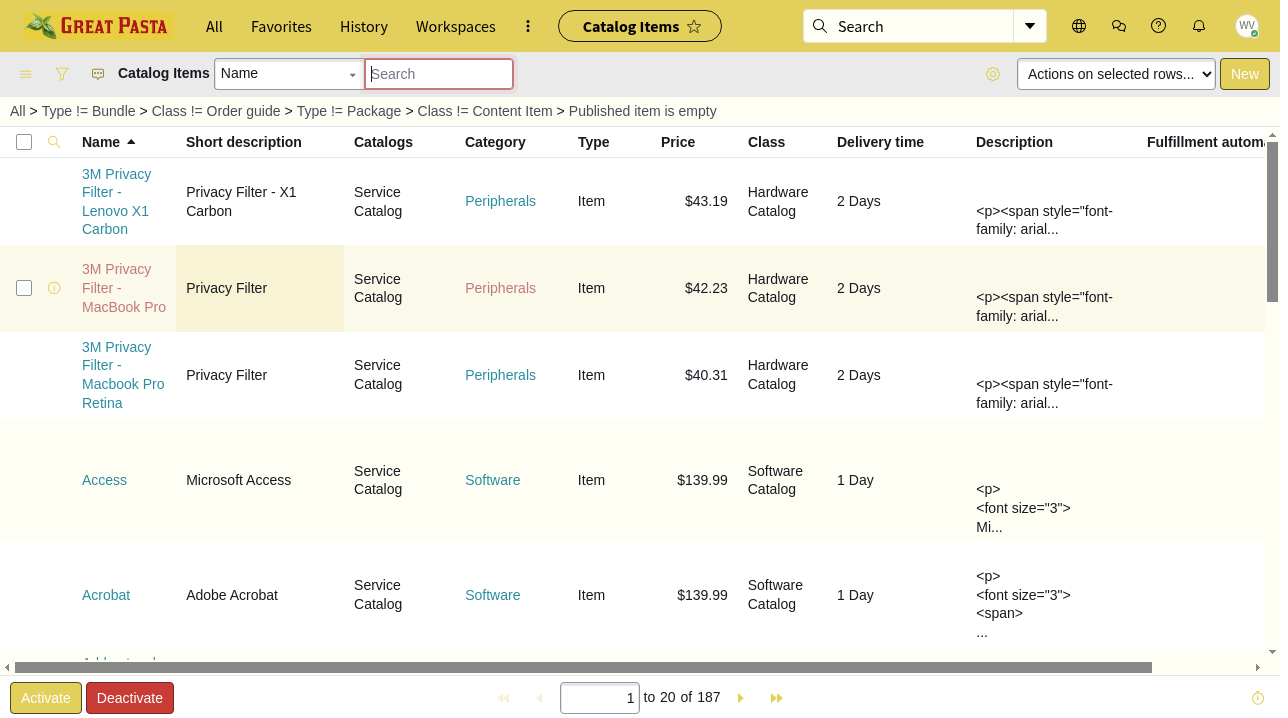 GREAT PASTA All Favorites History Workspaces Catalog Items Search WV
Catalog Items Name Search Actions on selected rows... New
All > Type != Bundle > Class != Order guide > Type != Package > Class != Content Item > Published item is empty
Name Short description Catalogs Category Type Price Class Delivery time Description Fulfillment automa
3M Privacy
Filter -
Lenovo X1
Carbon
Privacy Filter - X1
Carbon
Service
Catalog
Peripherals
Item
$43.19
Hardware
Catalog
2 Days
<p><span style="font-
family: arial...
3M Privacy
Filter -
MacBook Pro
Privacy Filter
Service
Catalog
Peripherals
Item
$42.23
Hardware
Catalog
2 Days
<p><span style="font-
family: arial...
3M Privacy
Filter -
Macbook Pro
Retina
Privacy Filter
Service
Catalog
Peripherals
Item
$40.31
Hardware
Catalog
2 Days
<p><span style="font-
family: arial...
Access
Microsoft Access
Service
Catalog
Software
Item
$139.99
Software
Catalog
1 Day
<p>
<font size="3">
Mi...
Acrobat
Adobe Acrobat
Service
Catalog
Software
Item
$139.99
Software
Catalog
1 Day
<p>
<font size="3">
<span>
...
Activate Deactivate 1 to 20 of 187